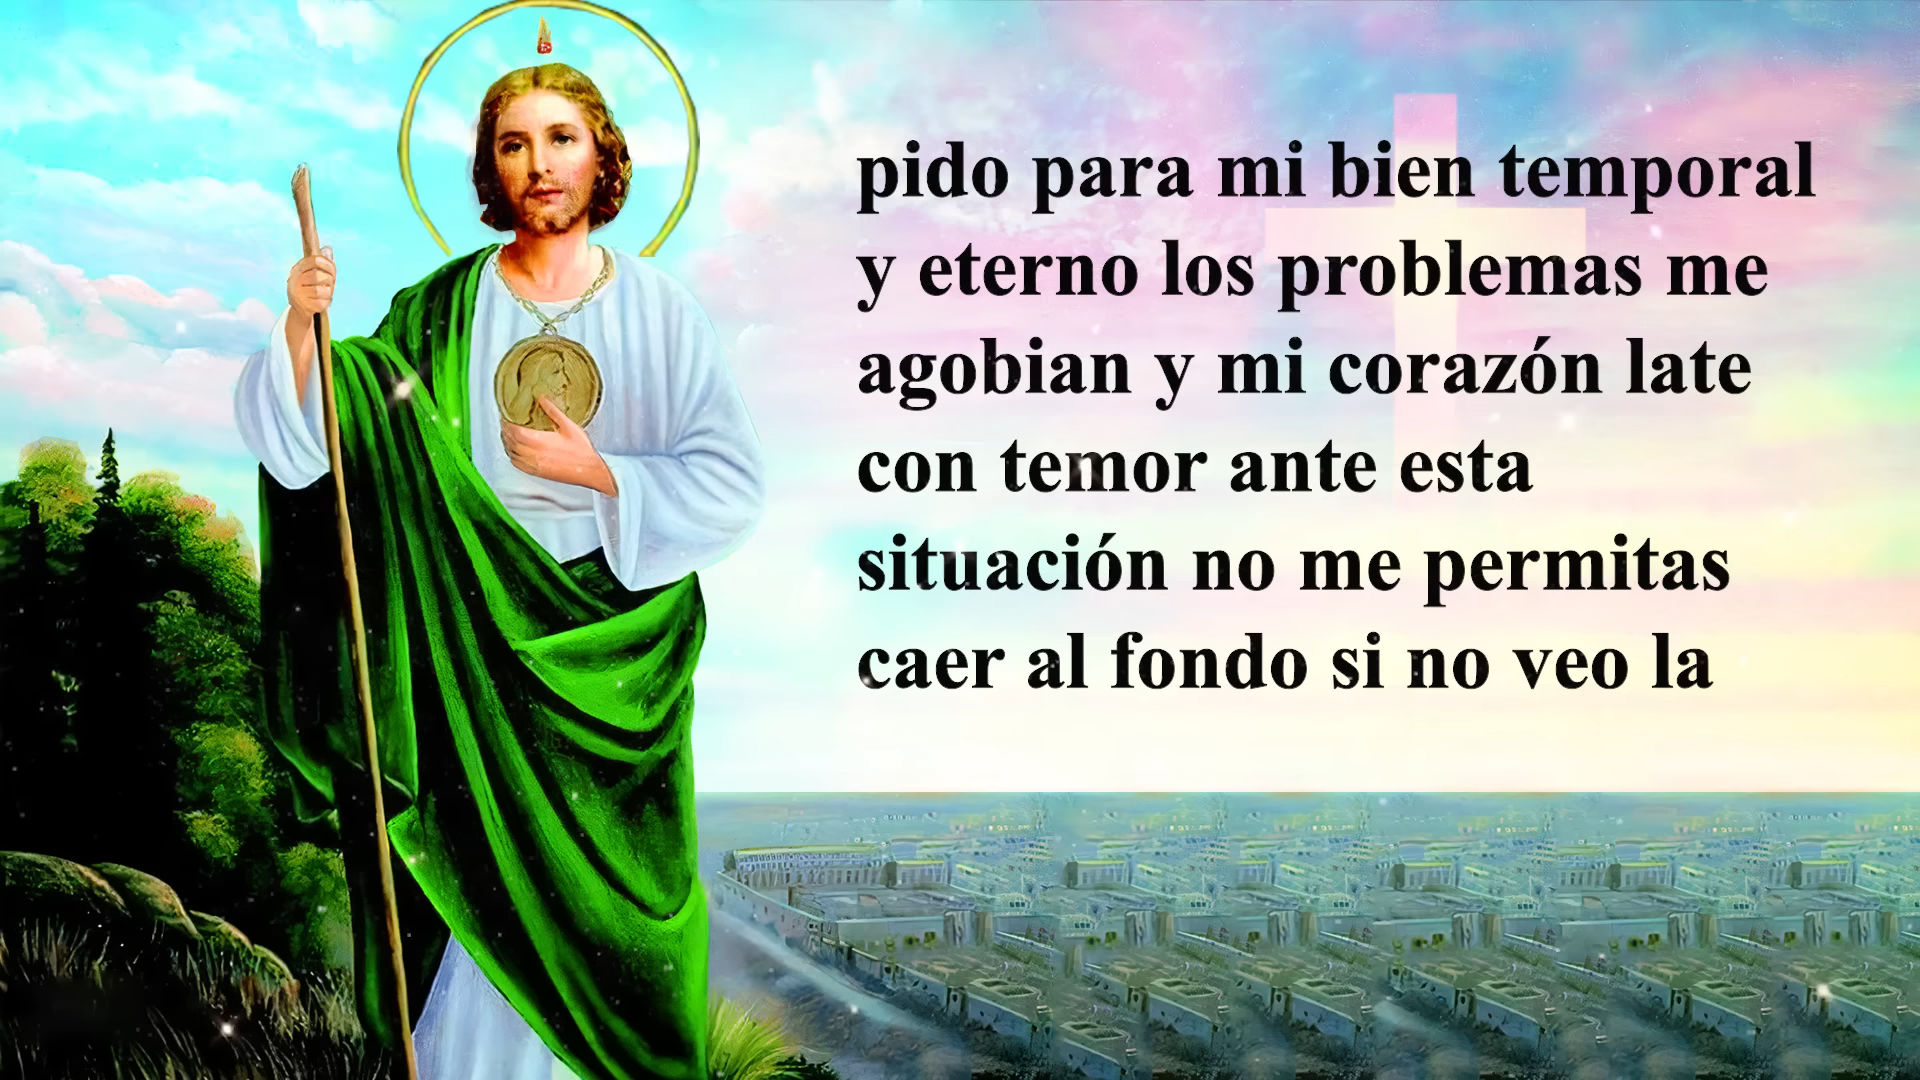 pido para mi bien temporal
y eterno los problemas me
agobian y mi corazón late
con temor ante esta
situación no me permitas
caer al fondo si no veo la